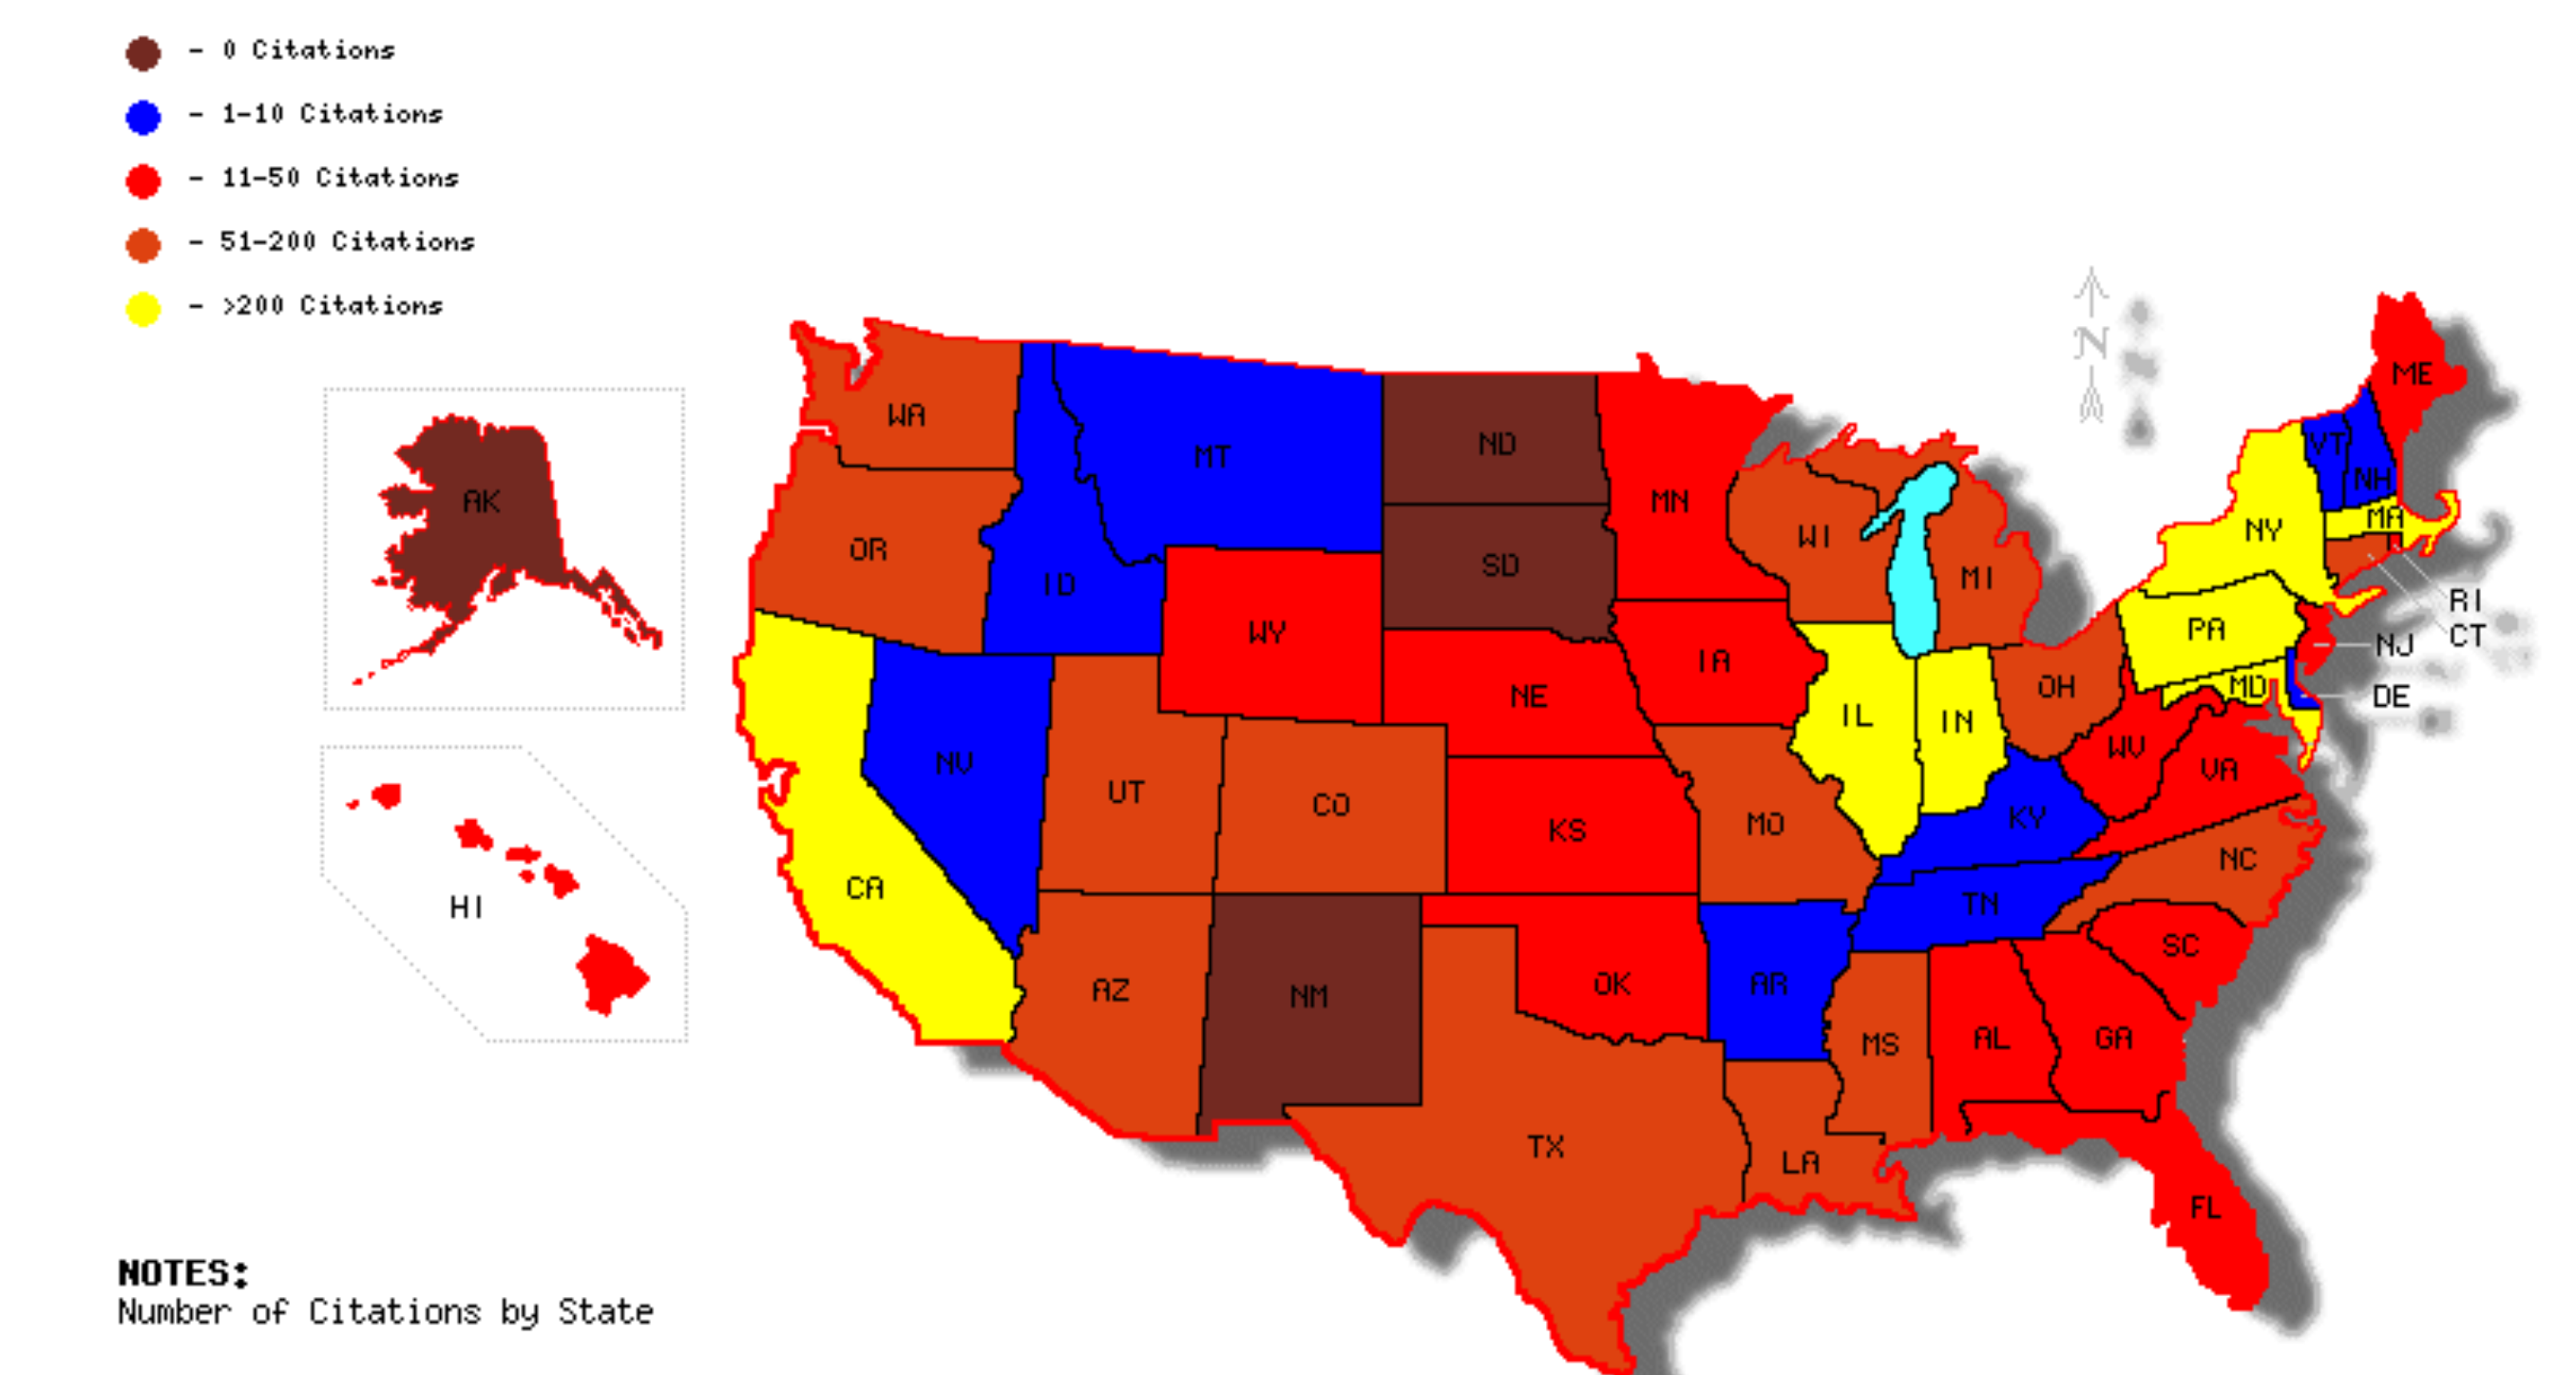 - 0 Citations
- 1-10 Citations
- 11-50 Citations
- 51-200 Citations
- >200 Citations
N
ME
WA
MT
ND
VT
NH
MN
AK
MA
NY
WI
OR
SD
ID
MI
RI
WY
PA
CT
NJ
IA
OH
MD
NE
DE
IL
IN
WV
NV
VA
UT
CO
KY
MO
KS
NC
CA
TN
HI
SC
AZ
NM
OK
AR
MS
AL
GA
TX
LA
FL
NOTES:
Number of Citations by State